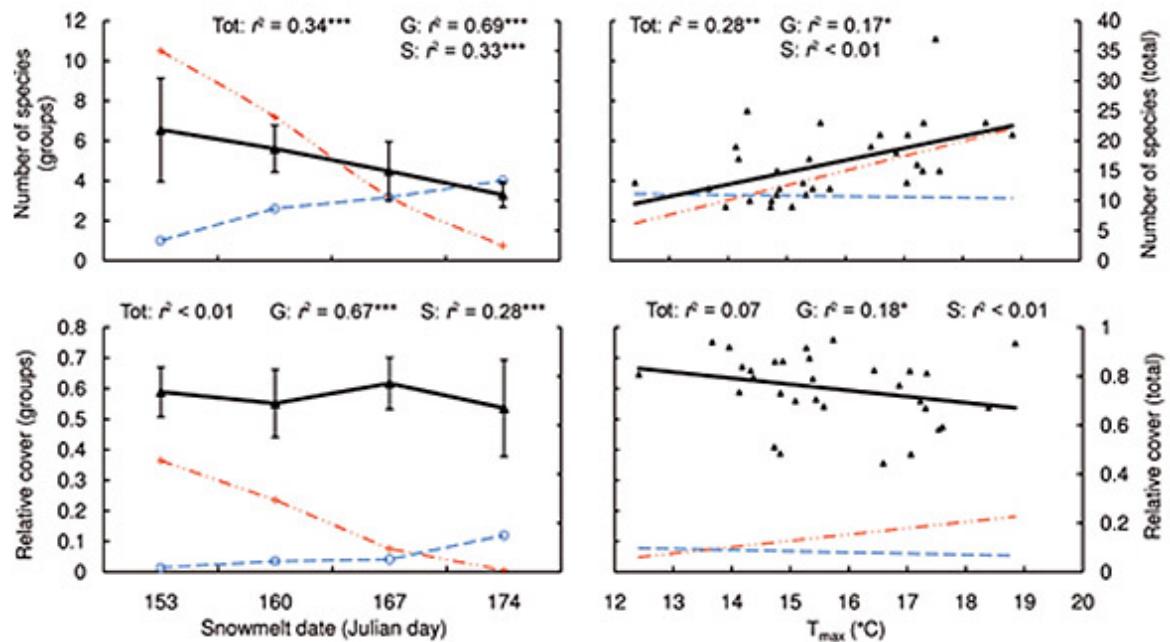 Tot: r² = 0.34***
G: r² = 0.69***
S: r² = 0.33***
Number of species (groups)
12
10
8
6
4
2
0
Tot: r² = 0.28**
G: r² = 0.17*
S: r² < 0.01
40
35
30
25
20
15
10
5
0
Number of species (total)
Tot: r² < 0.01
G: r² = 0.67***
S: r² = 0.28***
Relative cover (groups)
0.8
0.7
0.6
0.5
0.4
0.3
0.2
0.1
0
153
160
167
174
Snowmelt date (Julian day)
Tot: r² = 0.07
G: r² = 0.18*
S: r² < 0.01
1
0.8
0.6
0.4
0.2
0
Relative cover (total)
12
13
14
15
16
17
18
19
20
Tmax (°C)